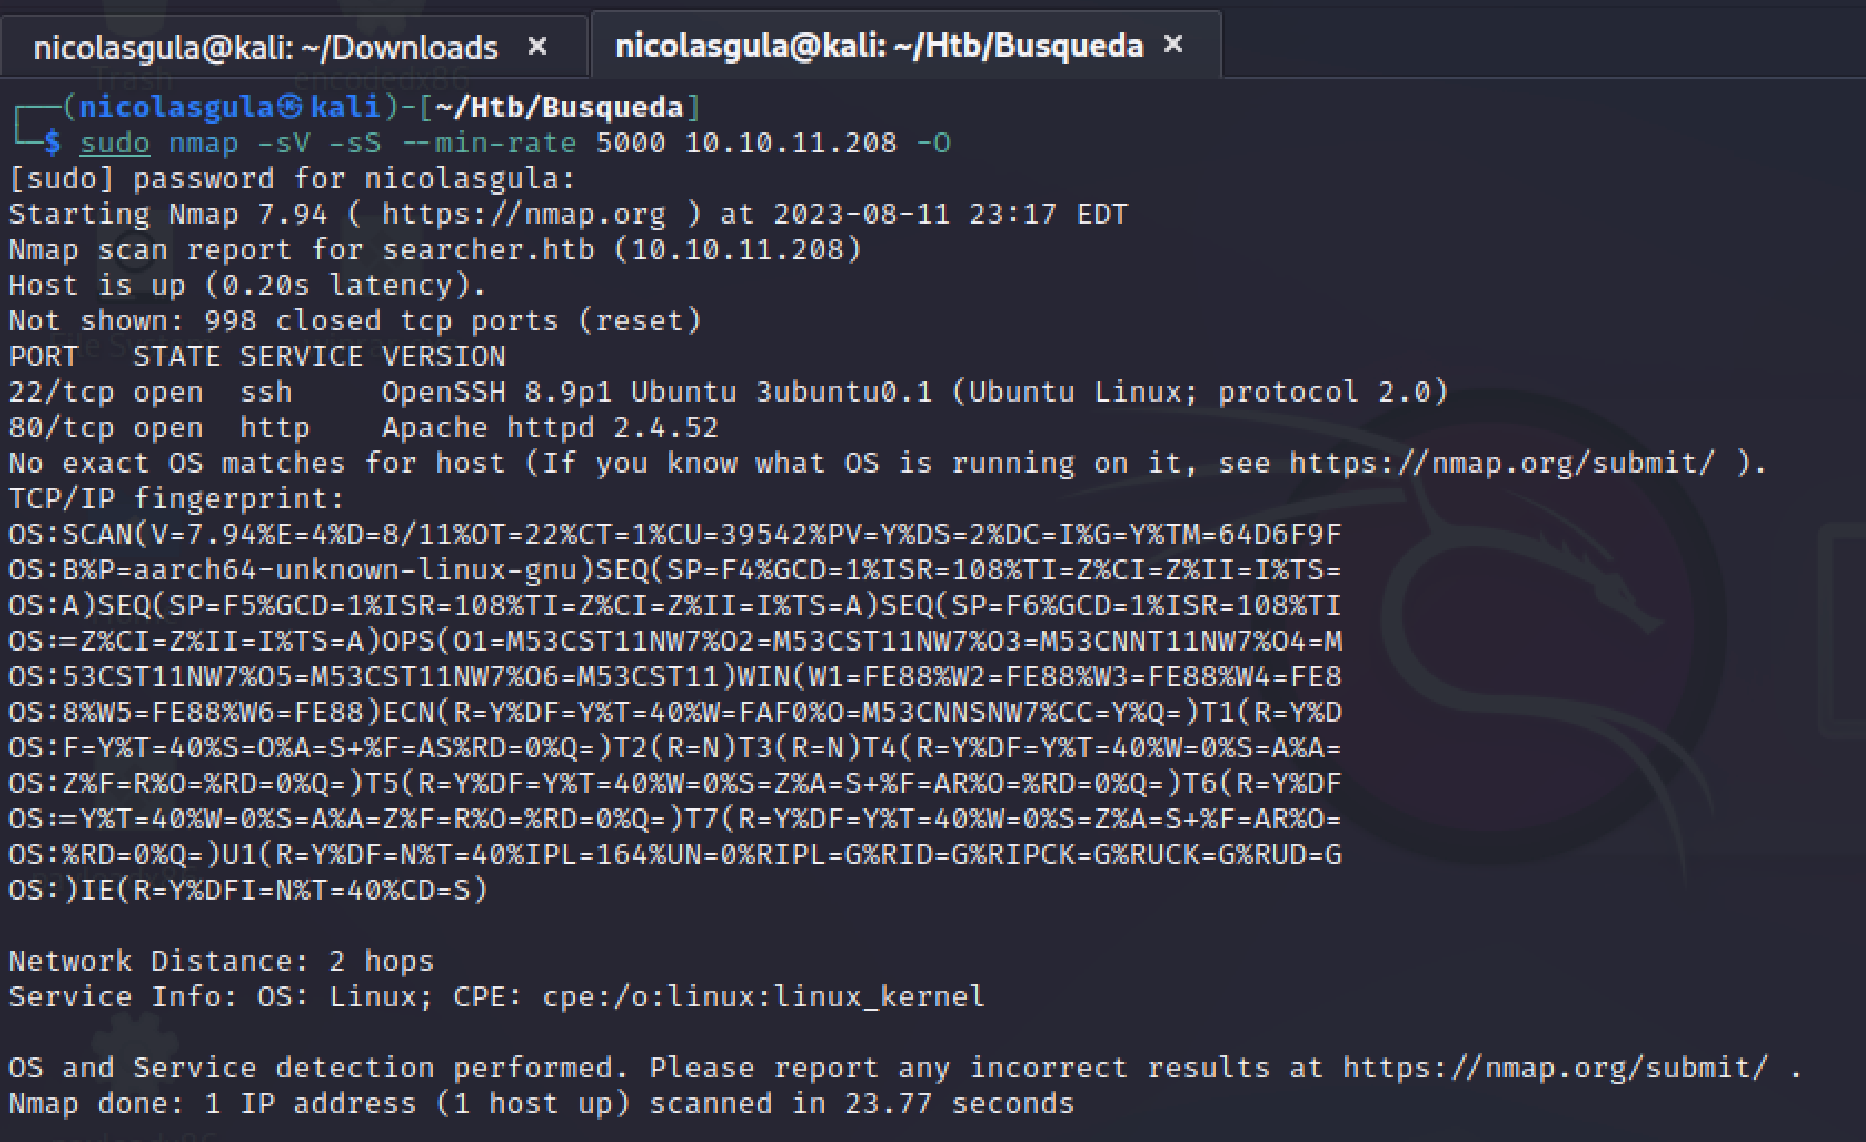 nicolasgula@kali: ~/Downloads × nicolasgula@kali: ~/Htb/Busqueda ×
Trash encodedx86
┌──(nicolasgula㉿kali)-[~/Htb/Busqueda]
└─$ sudo nmap -sV -sS --min-rate 5000 10.10.11.208 -O
[sudo] password for nicolasgula:
Starting Nmap 7.94 ( https://nmap.org ) at 2023-08-11 23:17 EDT
Nmap scan report for searcher.htb (10.10.11.208)
Host is up (0.20s latency).
Not shown: 998 closed tcp ports (reset)
PORT   STATE SERVICE VERSION
22/tcp open  ssh     OpenSSH 8.9p1 Ubuntu 3ubuntu0.1 (Ubuntu Linux; protocol 2.0)
80/tcp open  http    Apache httpd 2.4.52
No exact OS matches for host (If you know what OS is running on it, see https://nmap.org/submit/ ).
TCP/IP fingerprint:
OS:SCAN(V=7.94%E=4%D=8/11%OT=22%CT=1%CU=39542%PV=Y%DS=2%DC=I%G=Y%TM=64D6F9F
OS:B%P=aarch64-unknown-linux-gnu)SEQ(SP=F4%GCD=1%ISR=108%TI=Z%CI=Z%II=I%TS=
OS:A)SEQ(SP=F5%GCD=1%ISR=108%TI=Z%CI=Z%II=I%TS=A)SEQ(SP=F6%GCD=1%ISR=108%TI
OS:=Z%CI=Z%II=I%TS=A)OPS(O1=M53CST11NW7%O2=M53CST11NW7%O3=M53CNNT11NW7%O4=M
OS:53CST11NW7%O5=M53CST11NW7%O6=M53CST11)WIN(W1=FE88%W2=FE88%W3=FE88%W4=FE8
OS:8%W5=FE88%W6=FE88)ECN(R=Y%DF=Y%T=40%W=FAF0%O=M53CNNSNW7%CC=Y%Q=)T1(R=Y%D
OS:F=Y%T=40%S=O%A=S+%F=AS%RD=0%Q=)T2(R=N)T3(R=N)T4(R=Y%DF=Y%T=40%W=0%S=A%A=
OS:Z%F=R%O=%RD=0%Q=)T5(R=Y%DF=Y%T=40%W=0%S=Z%A=S+%F=AR%O=%RD=0%Q=)T6(R=Y%DF
OS:=Y%T=40%W=0%S=A%A=Z%F=R%O=%RD=0%Q=)T7(R=Y%DF=Y%T=40%W=0%S=Z%A=S+%F=AR%O=
OS:%RD=0%Q=)U1(R=Y%DF=N%T=40%IPL=164%UN=0%RIPL=G%RID=G%RIPCK=G%RUCK=G%RUD=G
OS:)IE(R=Y%DFI=N%T=40%CD=S)
Network Distance: 2 hops
Service Info: OS: Linux; CPE: cpe:/o:linux:linux_kernel
OS and Service detection performed. Please report any incorrect results at https://nmap.org/submit/ .
Nmap done: 1 IP address (1 host up) scanned in 23.77 seconds